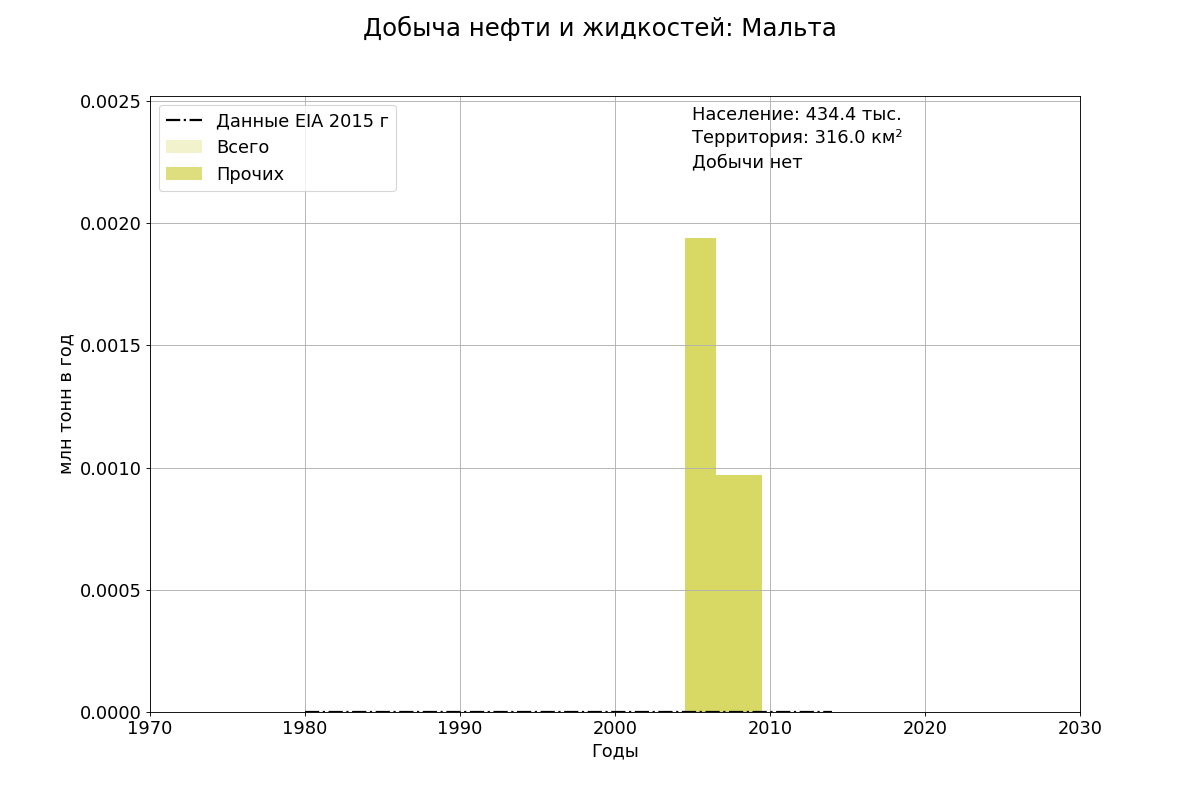 Добыча нефти и жидкостей: Мальта
0.0025
0.0020
0.0015
0.0010
0.0005
0.0000
млн тонн в год
Данные EIA 2015 г
Всего
Прочих
Население: 434.4 тыс.
Территория: 316.0 км²
Добычи нет
1970 1980 1990 2000 2010 2020 2030
Годы